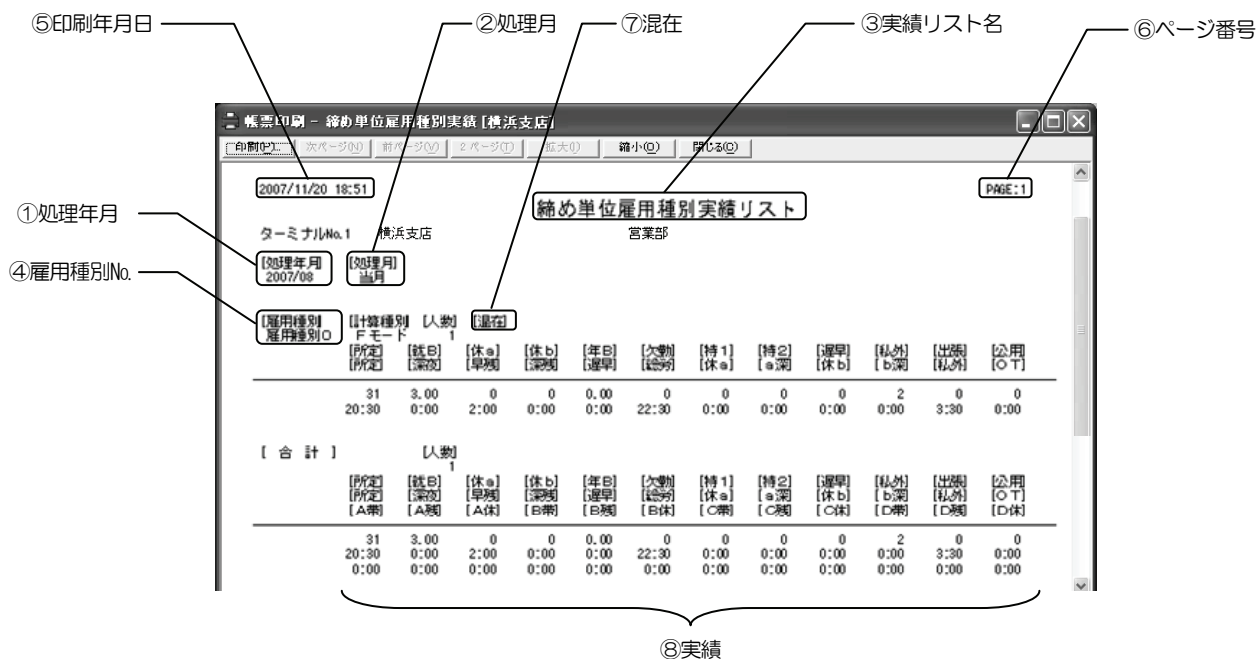 ⑤印刷年月日 ②処理月 ⑦混在 ③実績リスト名 ⑥ページ番号
帳票印刷 - 締め単位雇用種別実績 [横浜支店]
印刷(P)... 次ページ(N) 前ページ(V) 2 ページ(T) 拡大(I) 縮小(O) 閉じる(C)
2007/11/20 18:51 締め単位雇用種別実績リスト PAGE:1
①処理年月
ターミナルNo.1 横浜支店 営業部
[処理年月] [処理月]
2007/08 当月
④雇用種別No.
[雇用種別] [計算種別] [人数] [混在]
雇用種別0 Fモード 1
[所定] [就B] [休a] [休b] [年B] [欠勤] [特1] [特2] [遅早] [私外] [出張] [公用]
[所定] [深夜] [早残] [深残] [遅早] [総労] [休a] [a深] [休b] [b深] [私外] [OT]
31 3.00 0 0 0.00 0 0 0 0 2 0 0
20:30 0:00 2:00 0:00 0:00 22:30 0:00 0:00 0:00 0:00 3:30 0:00
[ 合 計 ] [人数]
1
[所定] [就B] [休a] [休b] [年B] [欠勤] [特1] [特2] [遅早] [私外] [出張] [公用]
[所定] [深夜] [早残] [深残] [遅早] [総労] [休a] [a深] [休b] [b深] [私外] [OT]
[A帯] [A残] [A休] [B帯] [B残] [B休] [C帯] [C残] [C休] [D帯] [D残] [D休]
31 3.00 0 0 0.00 0 0 0 0 2 0 0
20:30 0:00 2:00 0:00 0:00 22:30 0:00 0:00 0:00 0:00 3:30 0:00
0:00 0:00 0:00 0:00 0:00 0:00 0:00 0:00 0:00 0:00 0:00 0:00
⑧実績